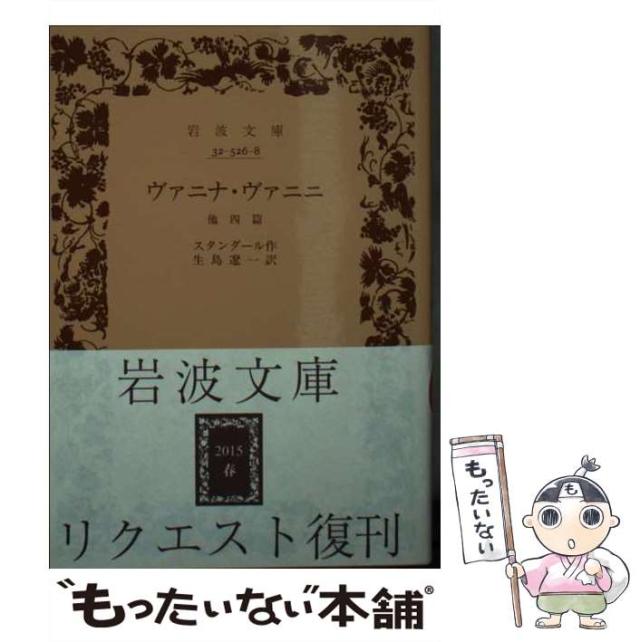 岩波文庫
32-526-8
ヴァニナ・ヴァニニ
他四篇
スタンダール作
生島遼一訳
岩波文庫
2015
春
リクエスト復刊
も
もったいない
“もったいない本舗®